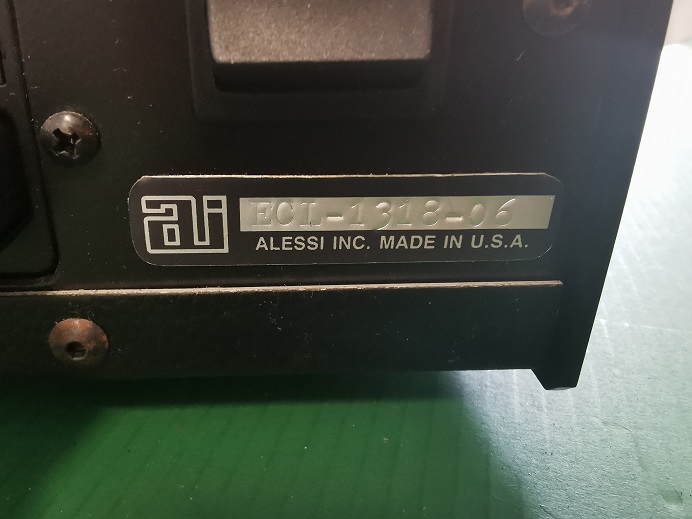 ai ECL-1318-06
ALESSI INC. MADE IN U.S.A.